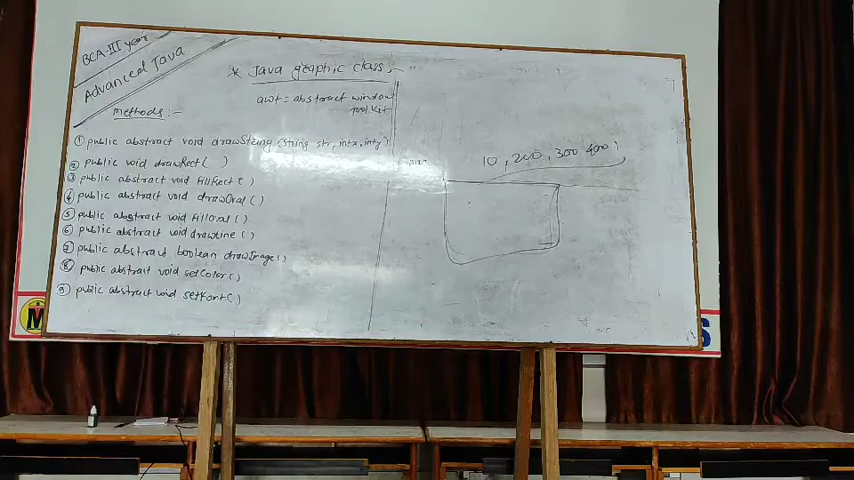 BCA-III year
Advanced Java
* Java graphic class:-
awt = abstract window
Toolkit
methods:-
① public abstract void drawString (String str, int x, int y)
② public void drawRect( )
③ public abstract void fillRect( )
④ public abstract void drawOval ( )
⑤ public abstract void fillOval ( )
⑥ public abstract void drawLine ( )
⑦ public abstract boolean drawImage( )
⑧ public abstract void setColor( )
⑨ public abstract void setFont( )
10, 200, 300 400
M
S